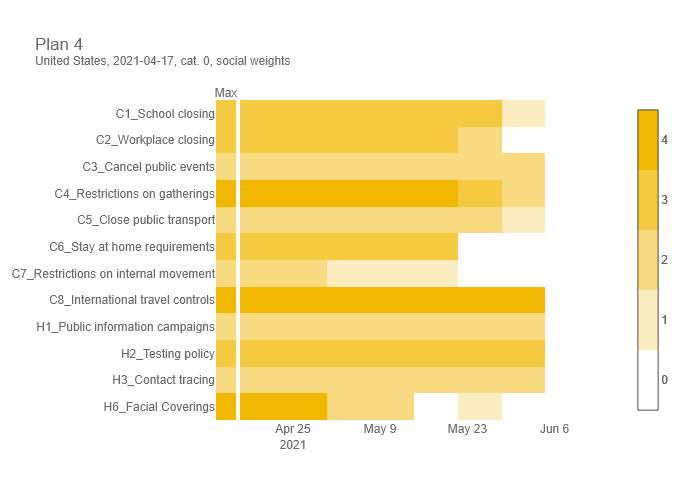 Plan 4
United States, 2021-04-17, cat. 0, social weights
Max
C1_School closing
C2_Workplace closing
C3_Cancel public events
C4_Restrictions on gatherings
C5_Close public transport
C6_Stay at home requirements
C7_Restrictions on internal movement
C8_International travel controls
H1_Public information campaigns
H2_Testing policy
H3_Contact tracing
H6_Facial Coverings
Apr 25 May 9 May 23 Jun 6
2021
4
3
2
1
0